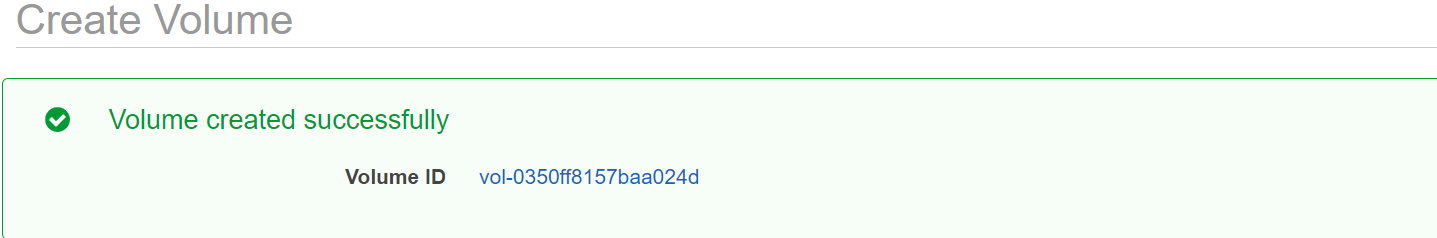 Create Volume
Volume created successfully
Volume ID vol-0350ff8157baa024d